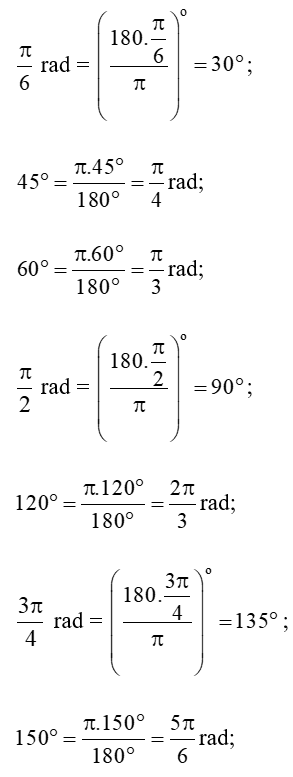 π/6 rad = (180.π/6 / π)° = 30°;
45° = π.45°/180° = π/4 rad;
60° = π.60°/180° = π/3 rad;
π/2 rad = (180.π/2 / π)° = 90°;
120° = π.120°/180° = 2π/3 rad;
3π/4 rad = (180.3π/4 / π)° = 135°;
150° = π.150°/180° = 5π/6 rad;